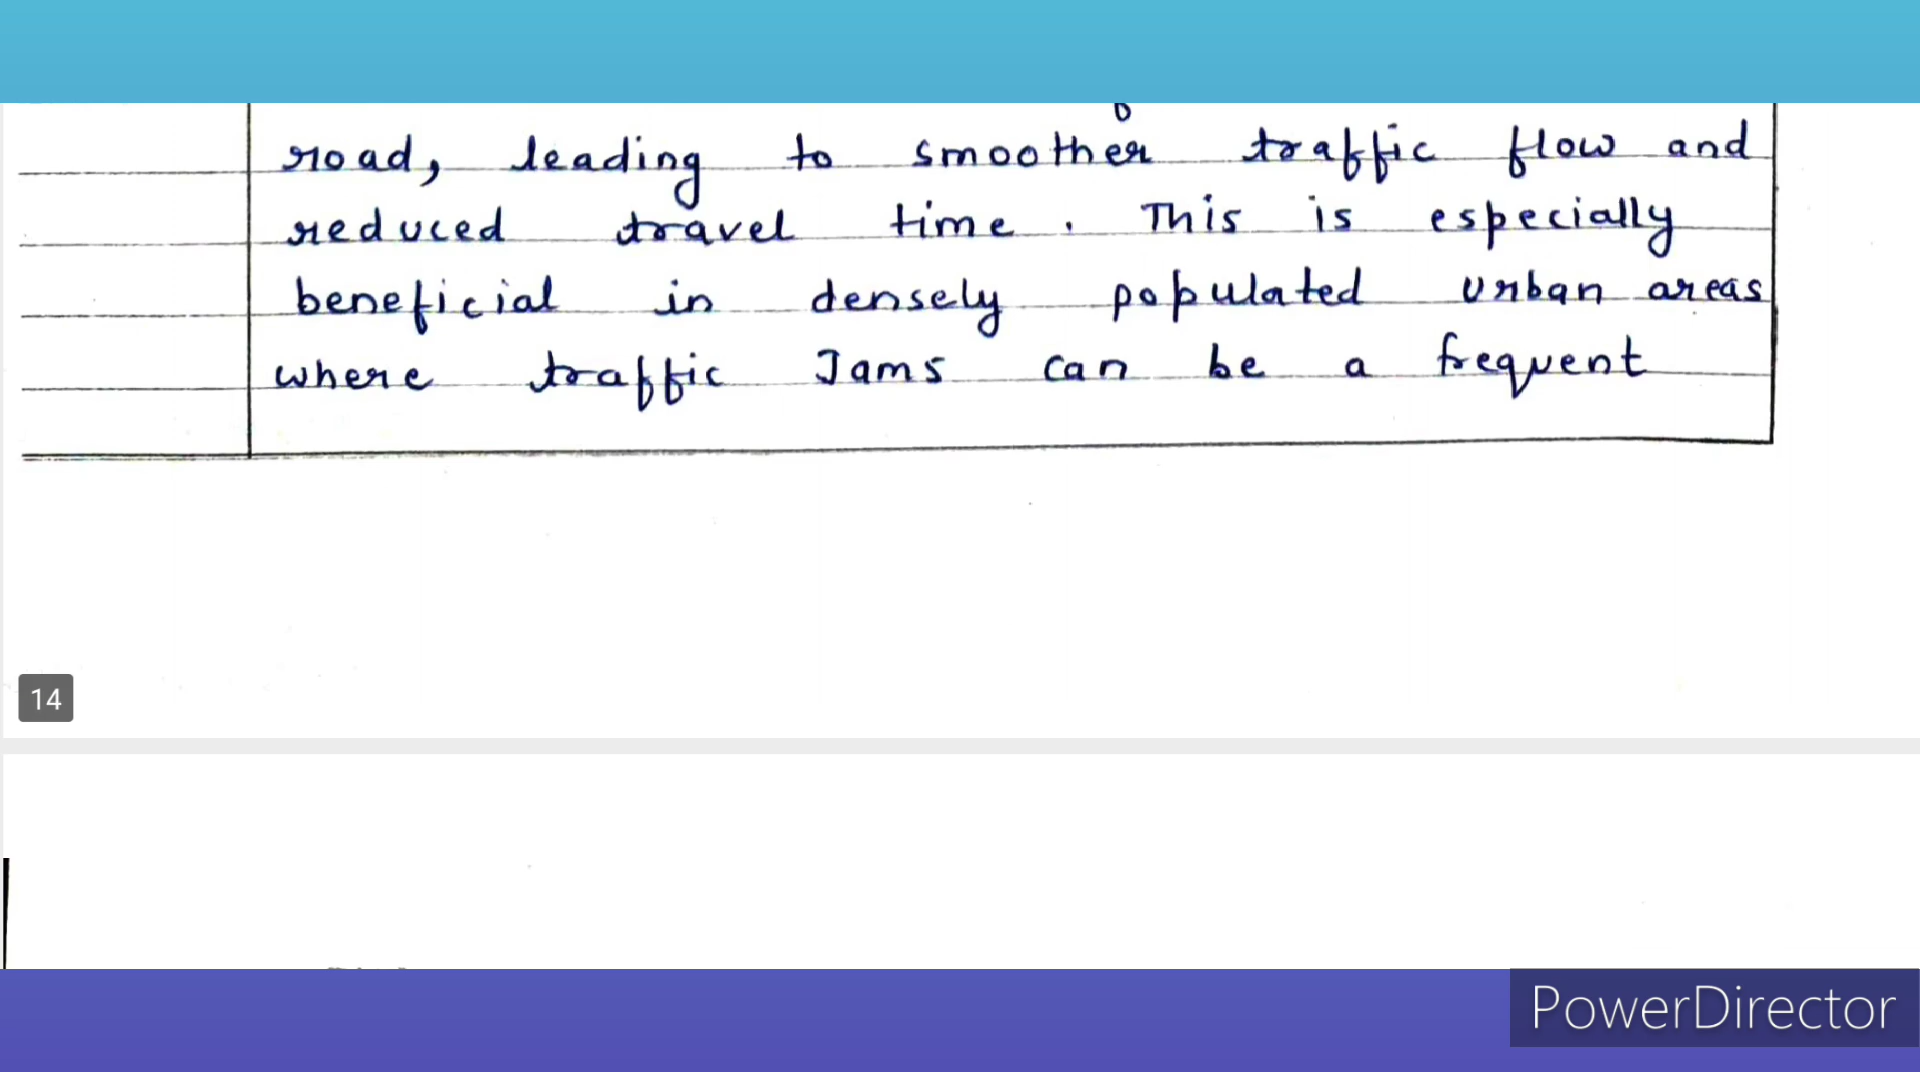 road, leading to smoother traffic flow and
reduced travel time. This is especially
beneficial in densely populated urban areas
where traffic Jams can be a frequent
14
PowerDirector